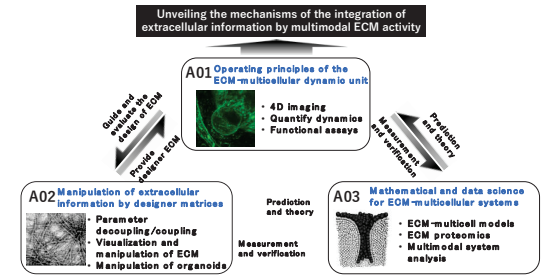 Unveiling the mechanisms of the integration of
extracellular information by multimodal ECM activity
A01 Operating principles of the
ECM-multicellular dynamic unit
• 4D imaging
• Quantify dynamics
• Functional assays
Guide and
evaluate the
design of ECM
Provide
designer ECM
Prediction
and theory
Measurement
and verification
A02 Manipulation of extracellular
information by designer matrices
• Parameter
decoupling/coupling
• Visualization and
manipulation of ECM
• Manipulation of organoids
Prediction
and theory
Measurement
and verification
A03 Mathematical and data science
for ECM-multicellular systems
• ECM-multicell models
• ECM proteomics
• Multimodal system
analysis